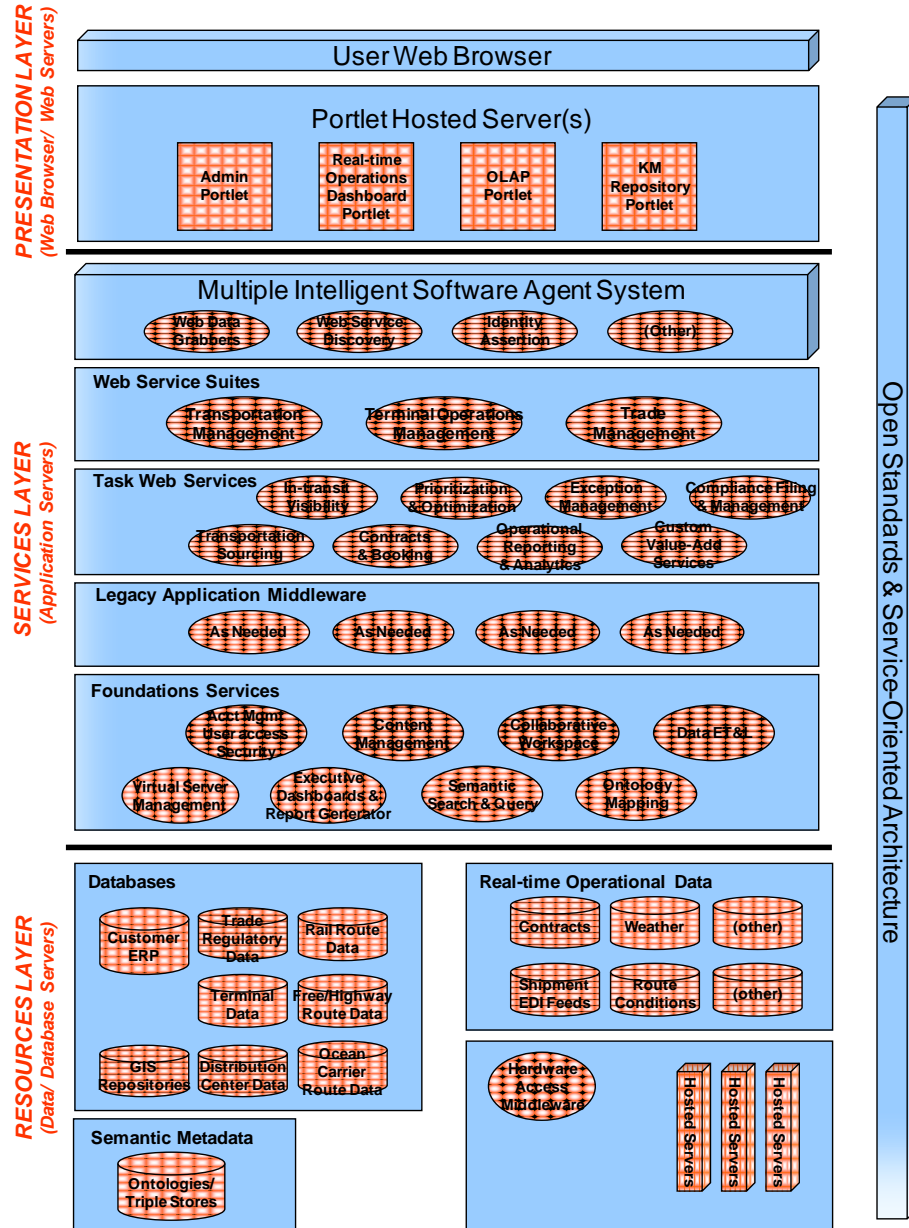 PRESENTATION LAYER
(Web Browser/ Web Servers)
User Web Browser
Portlet Hosted Server(s)
Admin
Portlet
Real-time
Operations
Dashboard
Portlet
OLAP
Portlet
KM
Repository
Portlet
SERVICES LAYER
(Application Servers)
Multiple Intelligent Software Agent System
Web Data
Grabbers
Web Service
Discovery
Identity
Assertion
(Other)
Web Service Suites
Transportation
Management
Terminal Operations
Management
Trade
Management
Task Web Services
In-transit
Visibility
Prioritization
& Optimization
Exception
Management
Compliance Filing
& Management
Transportation
Sourcing
Contracts
& Booking
Operational
Reporting
& Analytics
Custom
Value-Add
Services
Legacy Application Middleware
As Needed
As Needed
As Needed
As Needed
Foundations Services
Acct Mgmt
User access
Security
Content
Management
Collaborative
Workspace
Data ET&L
Virtual Server
Management
Executive
Dashboards &
Report Generator
Semantic
Search & Query
Ontology
Mapping
RESOURCES LAYER
(Data/ Database Servers)
Databases
Customer
ERP
Trade
Regulatory
Data
Rail Route
Data
Terminal
Data
Free/Highway
Route Data
GIS
Repositories
Distribution
Center Data
Ocean
Carrier
Route Data
Semantic Metadata
Ontologies/
Triple Stores
Real-time Operational Data
Contracts
Weather
(other)
Shipment
EDI Feeds
Route
Conditions
(other)
Hardware
Access
Middleware
Hosted Servers
Hosted Servers
Hosted Servers
Open Standards & Service-Oriented Architecture